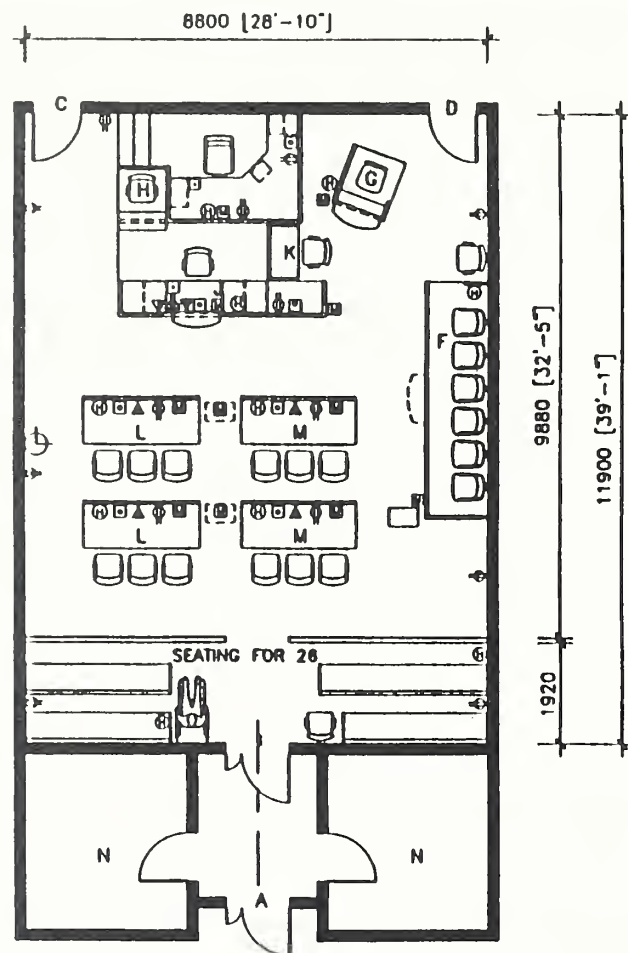 8800 [28'-10"]
C
D
H
G
K
F
H
H
H
H
9880 [32'-5"]
11900 [39'-1"]
H
H
L
M
H
H
L
M
SEATING FOR 26
H
H
1920
N
N
A